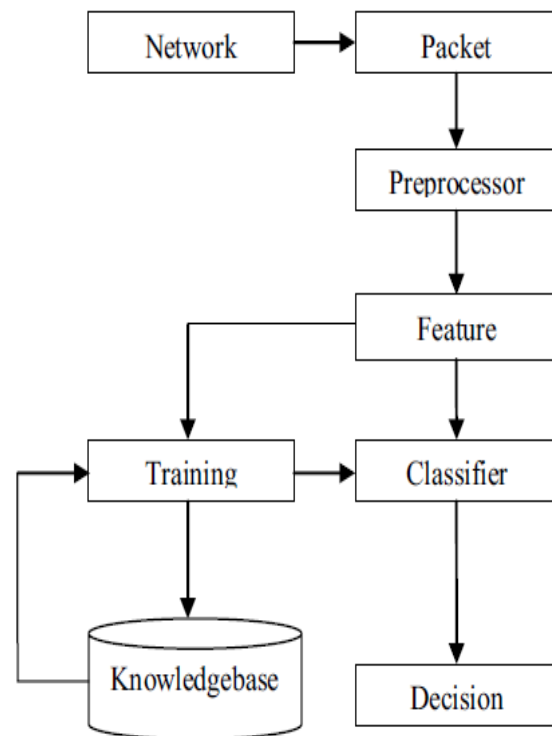 Network
Packet
Preprocessor
Feature
Training
Classifier
Knowledgebase
Decision